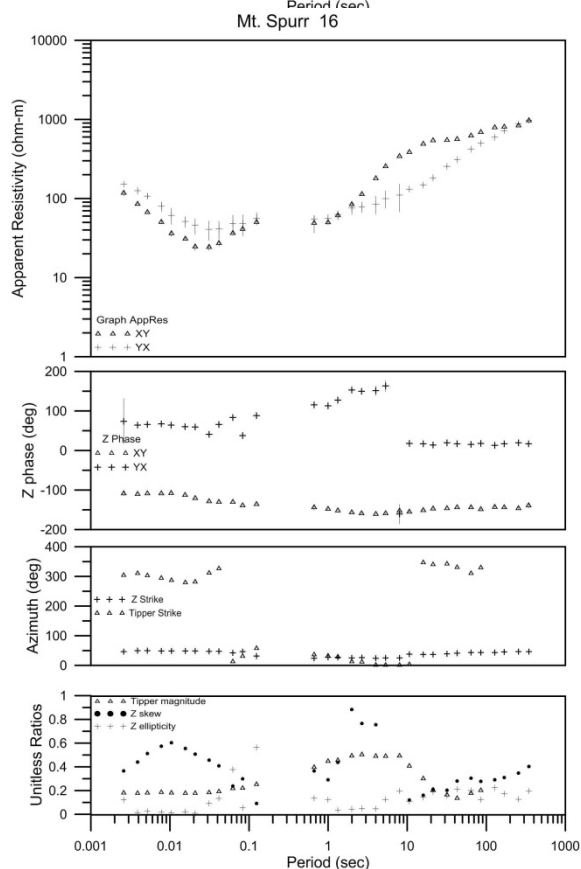 Period (sec)
Mt. Spurr 16
10000
1000
100
10
1
Apparent Resistivity (ohm-m)
Graph AppRes
XY
YX
200
100
0
-100
-200
Z phase (deg)
Z Phase
XY
YX
400
300
200
100
0
Azimuth (deg)
Z Strike
Tipper Strike
1
0.8
0.6
0.4
0.2
0
Unitless Ratios
Tipper magnitude
Z skew
Z ellipticity
0.001 0.01 0.1 1 10 100 1000
Period (sec)